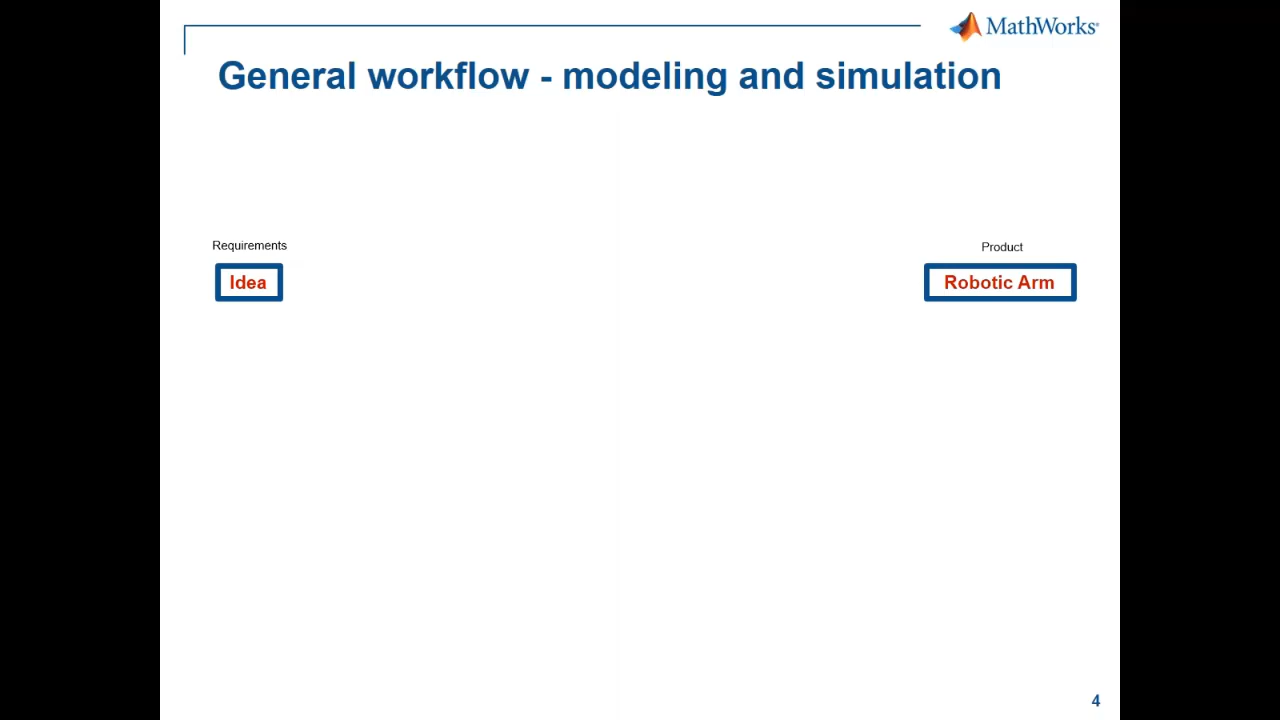 MathWorks®
General workflow - modeling and simulation
Requirements
Product
Idea
Robotic Arm
4